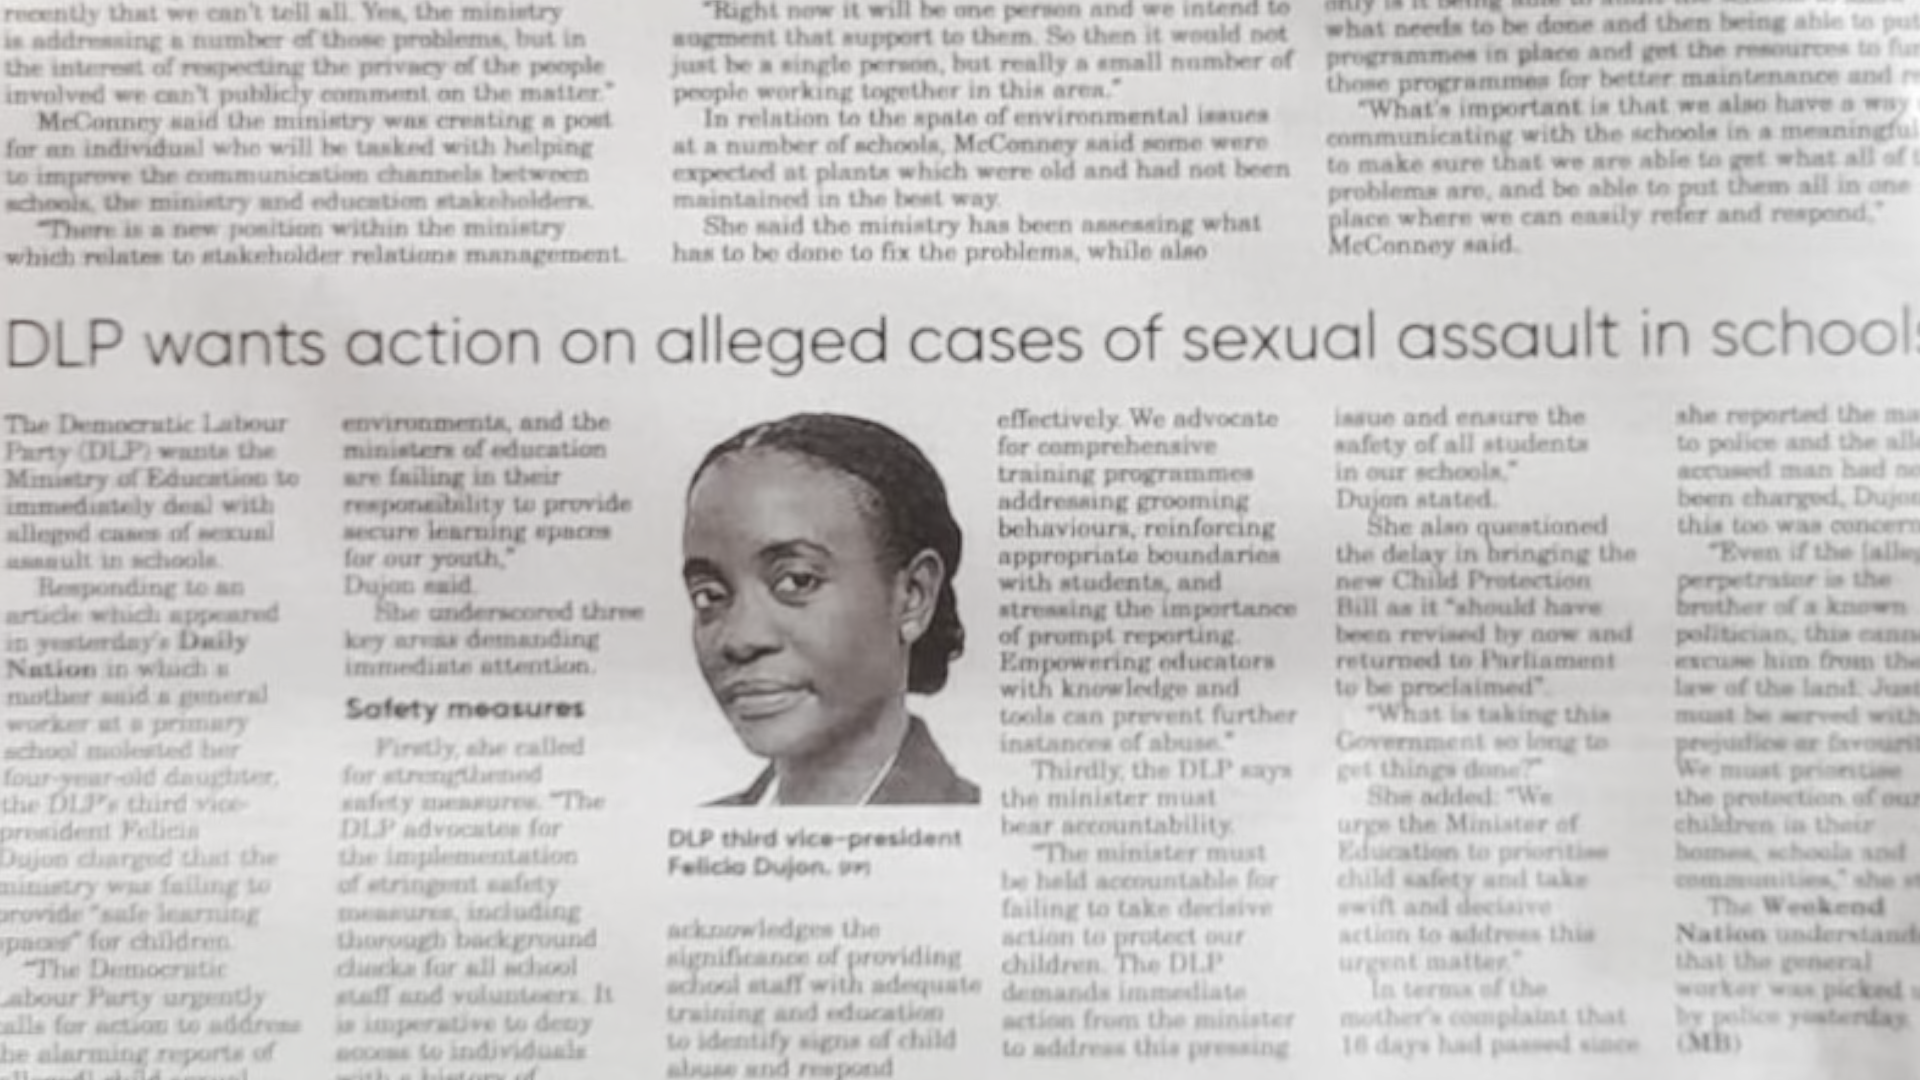 recently that we can't tell all. Yes, the ministry
is addressing a number of those problems, but in
the interest of respecting the privacy of the people
involved we can't publicly comment on the matter."
McConney said the ministry was creating a post
for an individual who will be tasked with helping
to improve the communication channels between
schools, the ministry and education stakeholders.
"There is a new position within the ministry
which relates to stakeholder relations management.
"Right now it will be one person and we intend to
augment that support to them. So then it would not
just be a single person, but really a small number of
people working together in this area."
In relation to the spate of environmental issues
at a number of schools, McConney said some were
expected at plants which were old and had not been
maintained in the best way.
She said the ministry has been assessing what
has to be done to fix the problems, while also
what needs to be done and then being able to put
programmes in place and get the resources to
those programmes for better maintenance and
"What's important is that we also have a way
communicating with the schools in a meaningful
to make sure that we are able to get what all of
problems are, and be able to put them all in one
place where we can easily refer and respond,"
McConney said.
DLP wants action on alleged cases of sexual assault in schools
The Democratic Labour
Party (DLP) wants the
Ministry of Education to
immediately deal with
alleged cases of sexual
assault in schools.
Responding to an
article which appeared
in yesterday's Daily
Nation in which a
mother said a general
worker at a primary
school molested her
four-year-old daughter,
the DLP's third vice-
president Felicia
Dujon charged that the
ministry was failing to
provide "safe learning
spaces" for children.
"The Democratic
Labour Party urgently
calls for action to address
the alarming reports of
environments, and the
ministers of education
are failing in their
responsibility to provide
secure learning spaces
for our youth,"
Dujon said.
She underscored three
key areas demanding
immediate attention.
Safety measures
Firstly, she called
for strengthened
safety measures. "The
DLP advocates for
the implementation
of stringent safety
measures, including
thorough background
checks for all school
staff and volunteers. It
is imperative to deny
access to individuals
with a history of
DLP third vice-president
Felicia Dujon. (FP)
acknowledges the
significance of providing
school staff with adequate
training and education
to identify signs of child
abuse and respond
effectively. We advocate
for comprehensive
training programmes
addressing grooming
behaviours, reinforcing
appropriate boundaries
with students, and
stressing the importance
of prompt reporting.
Empowering educators
with knowledge and
tools can prevent further
instances of abuse."
Thirdly, the DLP says
the minister must
bear accountability.
"The minister must
be held accountable for
failing to take decisive
action to protect our
children. The DLP
demands immediate
action from the minister
to address this pressing
issue and ensure the
safety of all students
in our schools,"
Dujon stated.
She also questioned
the delay in bringing the
new Child Protection
Bill as it "should have
been revised by now and
returned to Parliament
to be proclaimed".
"What is taking this
Government so long to
get things done?"
She added: "We
urge the Minister of
Education to prioritise
child safety and take
swift and decisive
action to address this
urgent matter."
In terms of the
mother's complaint that
16 days had passed since
she reported the
to police and the
accused man had
been charged, Dujon
this too was
"Even if the
perpetrator is the
brother of a known
politician, this
excuse him from the
law of the land.
must be served
prejudice or
We must prioritise
the protection of our
children in their
homes, schools and
communities," she
The Weekend
Nation understands
that the general
worker was picked
by police yesterday.
(MB)